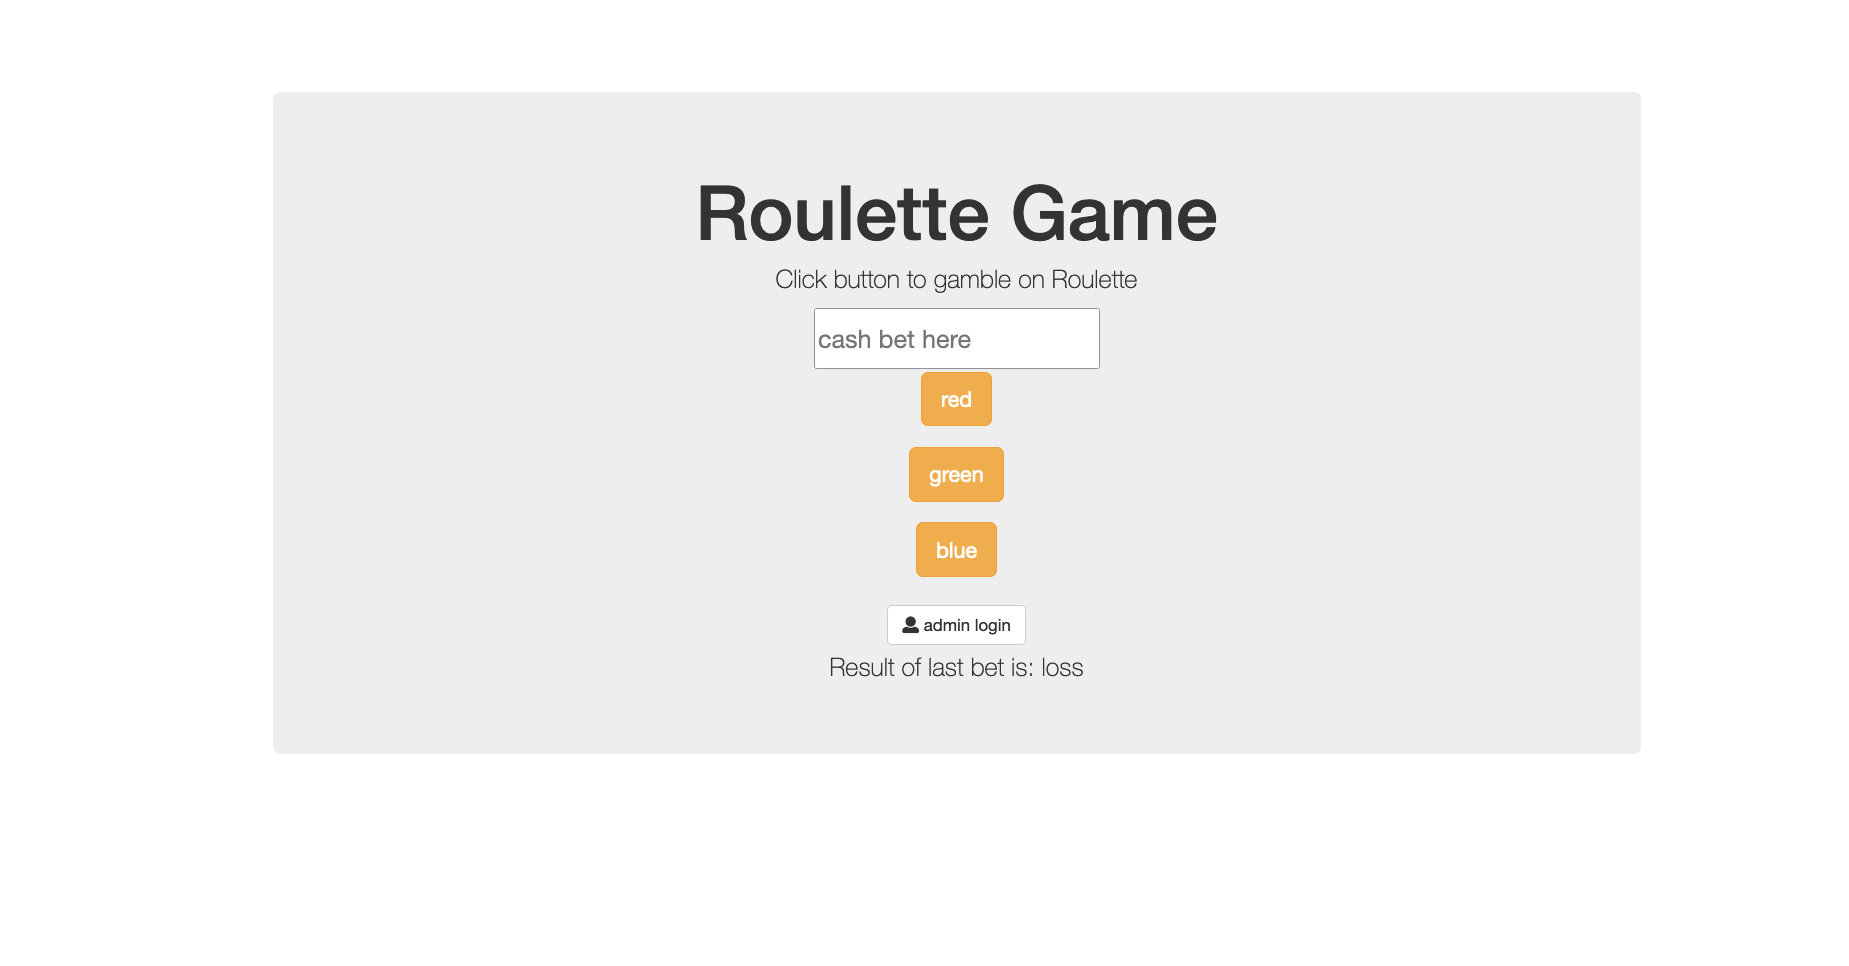 Roulette Game
Click button to gamble on Roulette
cash bet here
red
green
blue
admin login
Result of last bet is: loss